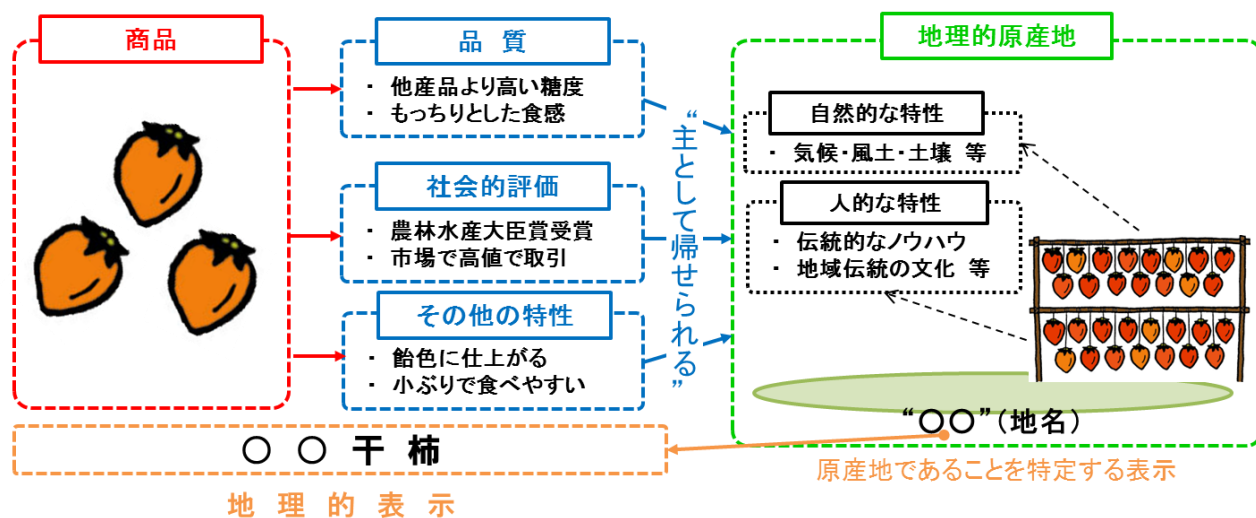 商品
品 質
・ 他産品より高い糖度
・ もっちりとした食感
社会的評価
・ 農林水産大臣賞受賞
・ 市場で高値で取引
その他の特性
・ 飴色に仕上がる
・ 小ぶりで食べやすい
“主として帰せられる”
地理的原産地
自然的な特性
・ 気候・風土・土壌 等
人的な特性
・ 伝統的なノウハウ
・ 地域伝統の文化 等
“〇〇”(地名)
〇 〇 干 柿
原産地であることを特定する表示
地 理 的 表 示